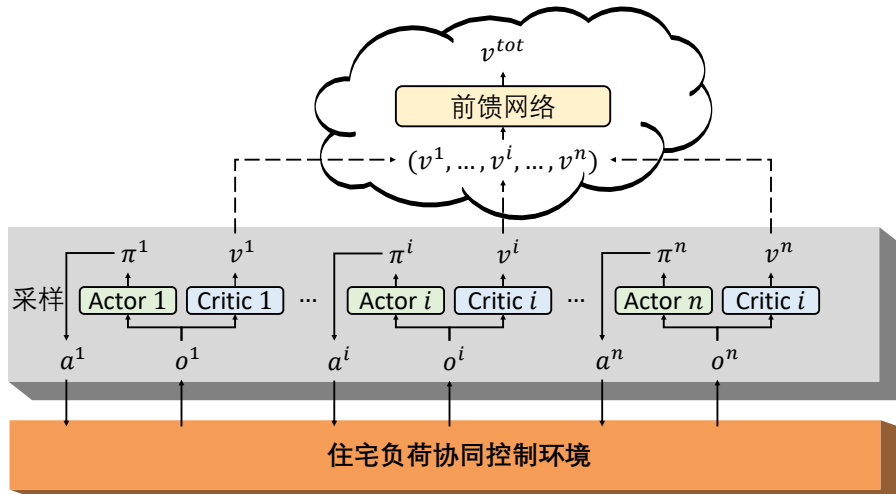 v^{tot}
前馈网络
(v^1, ..., v^i, ..., v^n)
π^1 v^1 π^i v^i π^n v^n
采样 Actor 1 Critic 1 ... Actor i Critic i ... Actor n Critic i
a^1 o^1 a^i o^i a^n o^n
住宅负荷协同控制环境